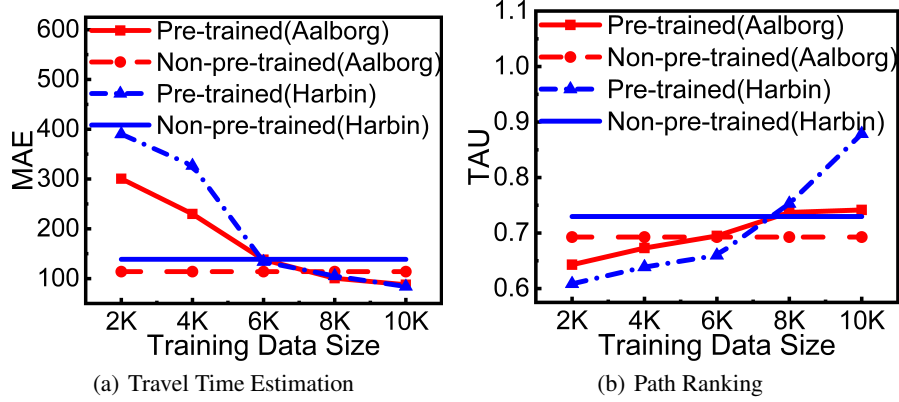 600
500
400
300
200
100
MAE
Pre-trained(Aalborg)
Non-pre-trained(Aalborg)
Pre-trained(Harbin)
Non-pre-trained(Harbin)
2K 4K 6K 8K 10K
Training Data Size
(a) Travel Time Estimation
1.1
1.0
0.9
0.8
0.7
0.6
TAU
Pre-trained(Aalborg)
Non-pre-trained(Aalborg)
Pre-trained(Harbin)
Non-pre-trained(Harbin)
2K 4K 6K 8K 10K
Training Data Size
(b) Path Ranking